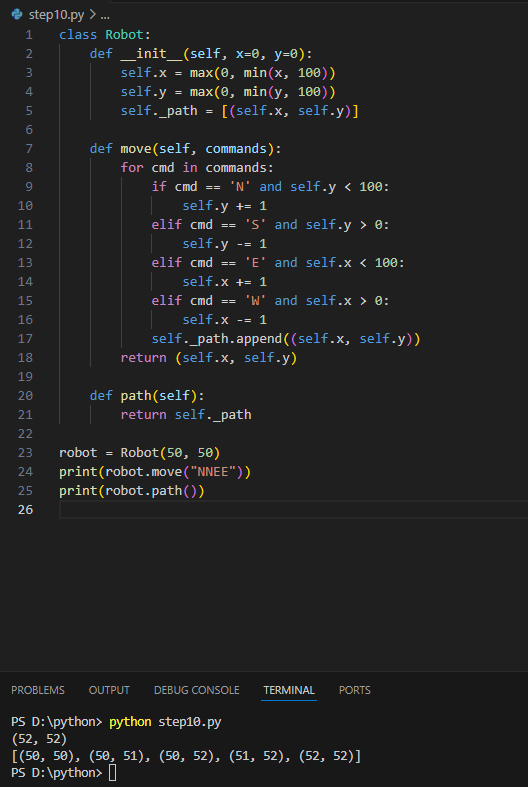 step10.py > ...
1 class Robot:
2     def __init__(self, x=0, y=0):
3         self.x = max(0, min(x, 100))
4         self.y = max(0, min(y, 100))
5         self._path = [(self.x, self.y)]
6
7     def move(self, commands):
8         for cmd in commands:
9             if cmd == 'N' and self.y < 100:
10                 self.y += 1
11             elif cmd == 'S' and self.y > 0:
12                 self.y -= 1
13             elif cmd == 'E' and self.x < 100:
14                 self.x += 1
15             elif cmd == 'W' and self.x > 0:
16                 self.x -= 1
17             self._path.append((self.x, self.y))
18         return (self.x, self.y)
19
20     def path(self):
21         return self._path
22
23 robot = Robot(50, 50)
24 print(robot.move("NNEE"))
25 print(robot.path())
26
PROBLEMS OUTPUT DEBUG CONSOLE TERMINAL PORTS
PS D:\python> python step10.py
(52, 52)
[(50, 50), (50, 51), (50, 52), (51, 52), (52, 52)]
PS D:\python>